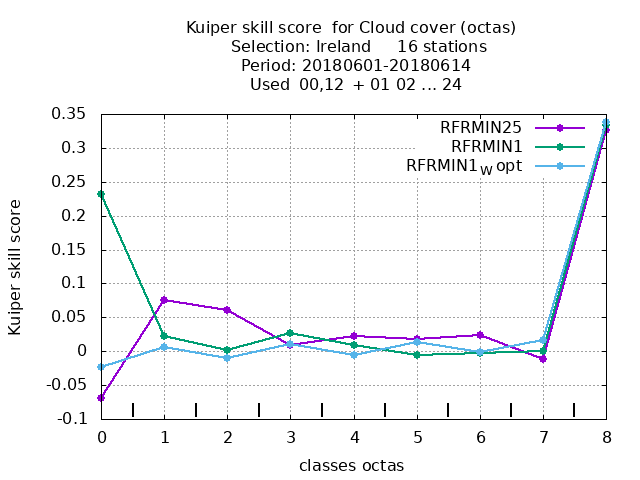 Kuiper skill score  for Cloud cover (octas)
Selection: Ireland     16 stations
Period: 20180601-20180614
Used  00,12  + 01 02 ... 24
RFRMIN25
RFRMIN1
RFRMIN1W opt
0.35
0.3
0.25
0.2
0.15
0.1
0.05
0
-0.05
-0.1
Kuiper skill score
0 1 2 3 4 5 6 7 8
classes octas